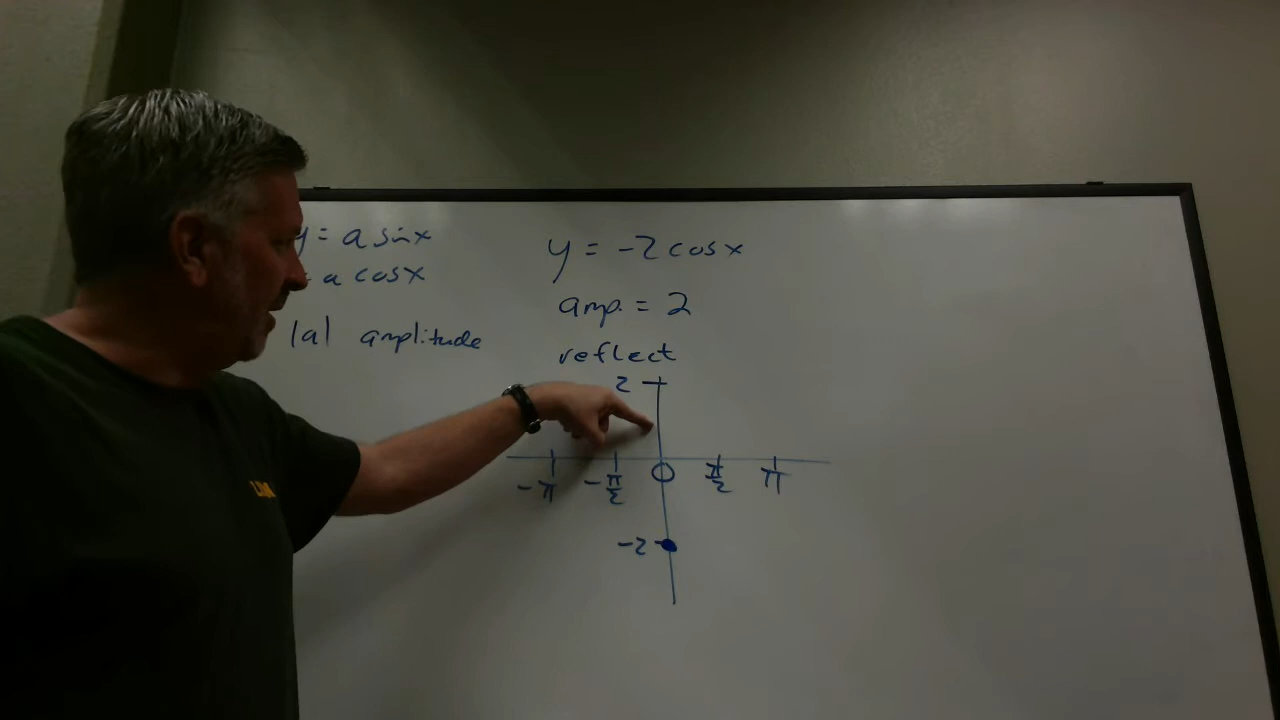 y = a sin x
a cos x
|a| amplitude
y = -2 cos x
amp. = 2
reflect
2
-π -π/2 0 π/2 π
-2